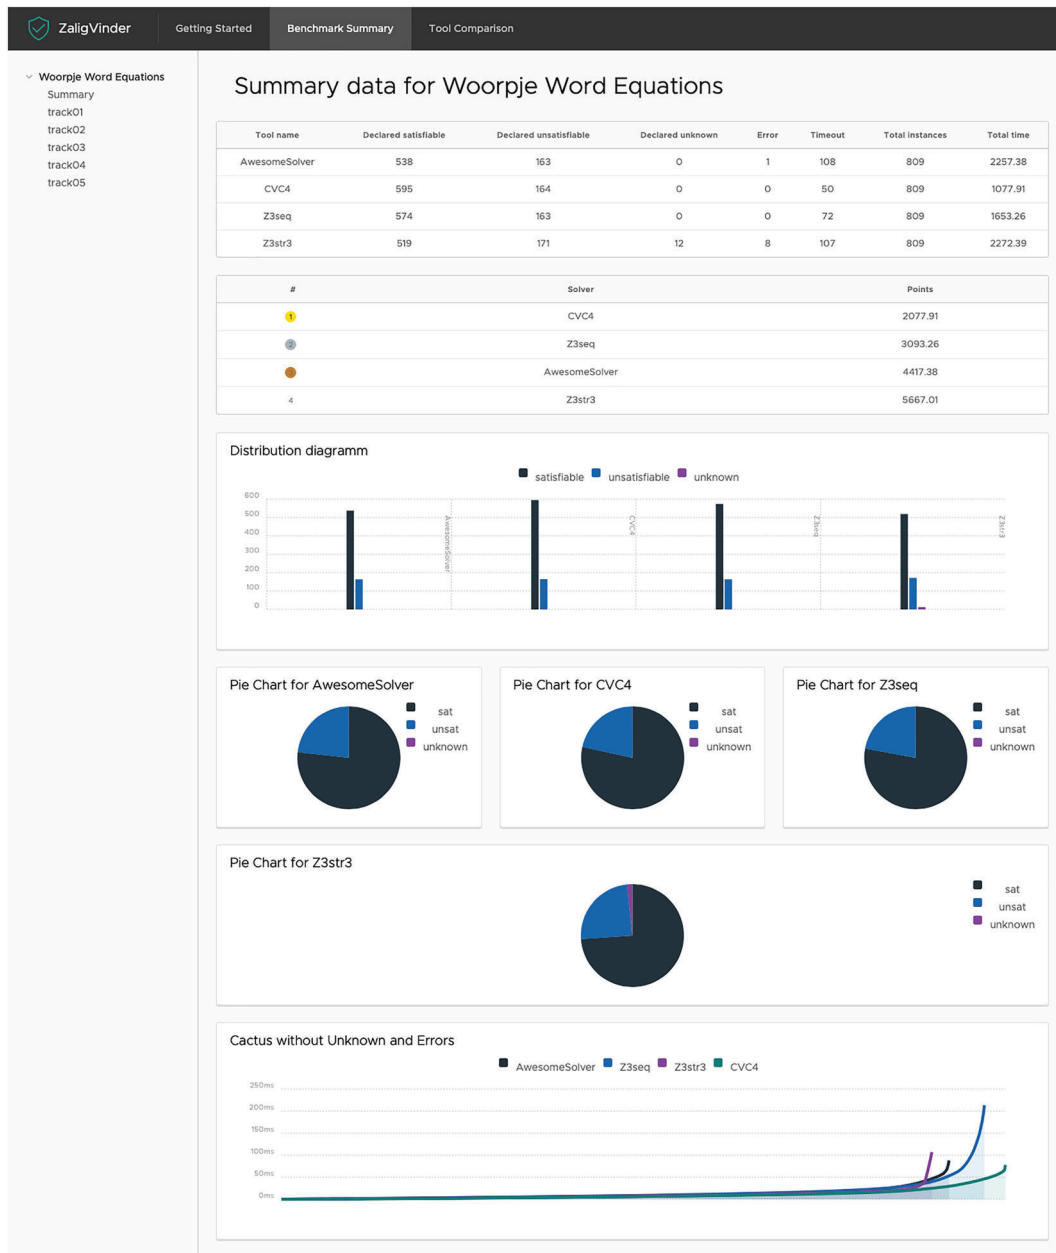 ZaligVinder Getting Started Benchmark Summary Tool Comparison
Woorpje Word Equations
Summary
track01
track02
track03
track04
track05
Summary data for Woorpje Word Equations
Tool name Declared satisfiable Declared unsatisfiable Declared unknown Error Timeout Total instances Total time
AwesomeSolver 538 163 0 1 108 809 2257.38
CVC4 595 164 0 0 50 809 1077.91
Z3seq 574 163 0 0 72 809 1653.26
Z3str3 519 171 12 8 107 809 2272.39
# Solver Points
1 CVC4 2077.91
2 Z3seq 3093.26
3 AwesomeSolver 4417.38
4 Z3str3 5667.01
Distribution diagramm
satisfiable unsatisfiable unknown
600
500
400
300
200
100
0
AwesomeSolver
CVC4
Z3seq
Z3str3
Pie Chart for AwesomeSolver
sat
unsat
unknown
Pie Chart for CVC4
sat
unsat
unknown
Pie Chart for Z3seq
sat
unsat
unknown
Pie Chart for Z3str3
sat
unsat
unknown
Cactus without Unknown and Errors
AwesomeSolver Z3seq Z3str3 CVC4
250ms
200ms
150ms
100ms
50ms
0ms